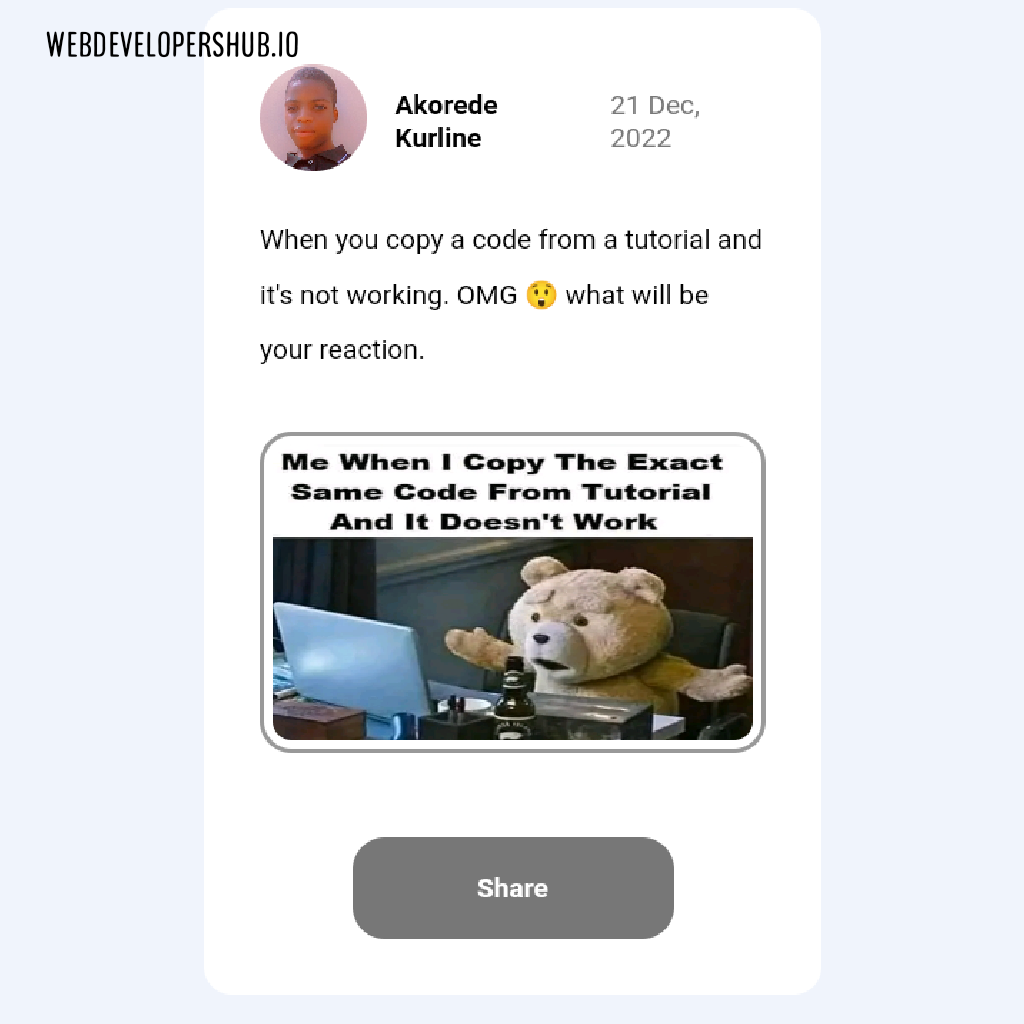 WEBDEVELOPERSHUB.IO
Akorede
Kurline
21 Dec,
2022
When you copy a code from a tutorial and
it's not working. OMG 😲 what will be
your reaction.
Me When I Copy The Exact
Same Code From Tutorial
And It Doesn't Work
Share